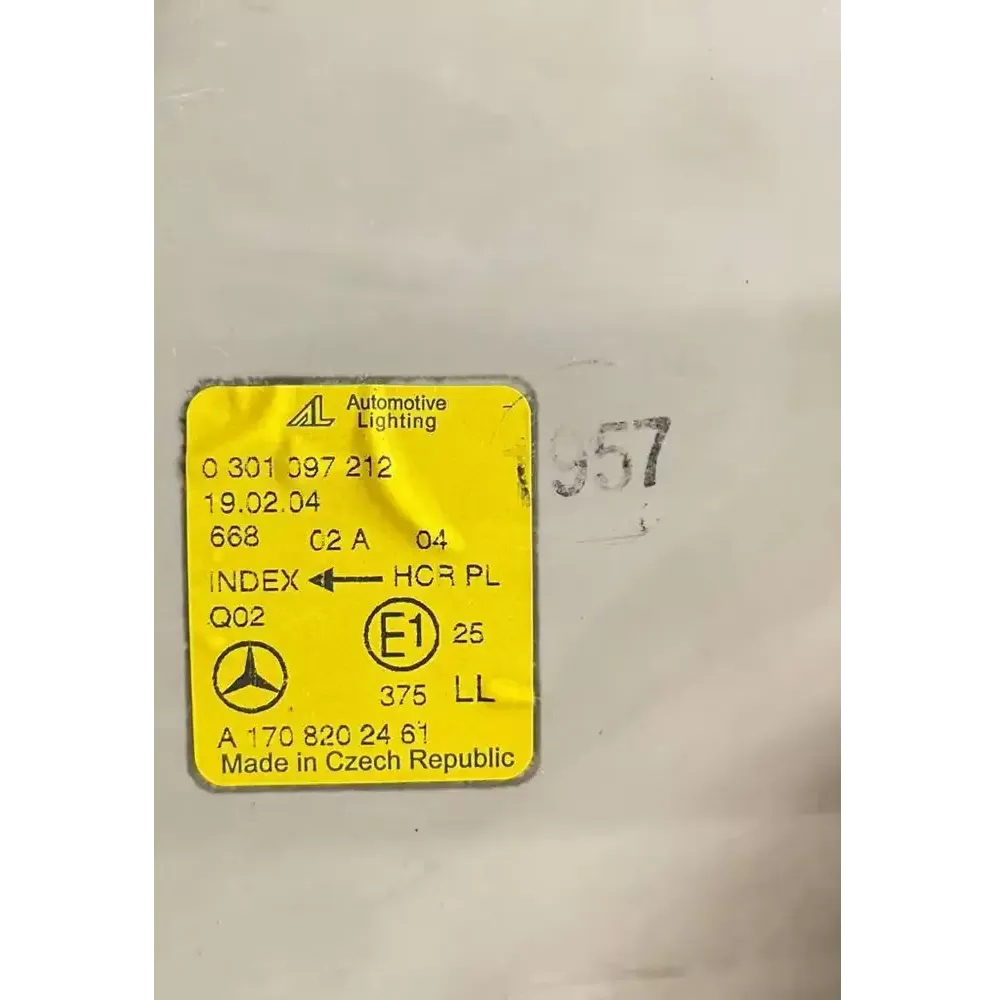 AL Automotive
Lighting
0 301 097 212
19.02.04
668 02 A 04
INDEX ← HCR PL
Q02
E1 25
375 LL
A 170 820 24 61
Made in Czech Republic
957